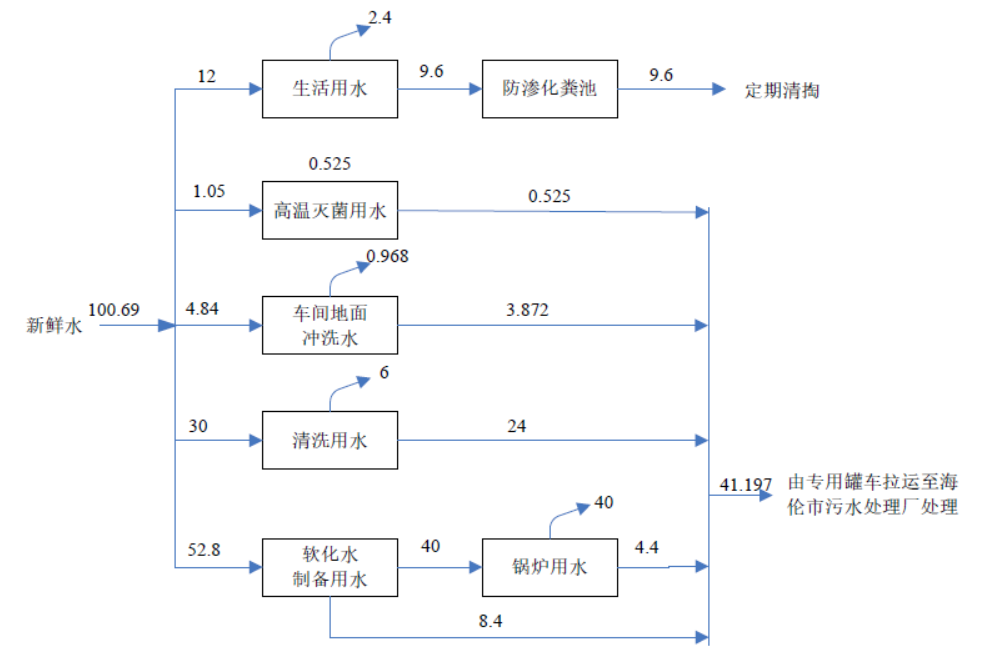 2.4
12
生活用水
9.6
防渗化粪池
9.6
定期清掏
0.525
1.05
高温灭菌用水
0.525
0.968
新鲜水
100.69
4.84
车间地面
冲洗水
3.872
6
30
清洗用水
24
41.197
由专用罐车拉运至海
伦市污水处理厂处理
40
52.8
软化水
制备用水
40
锅炉用水
4.4
8.4